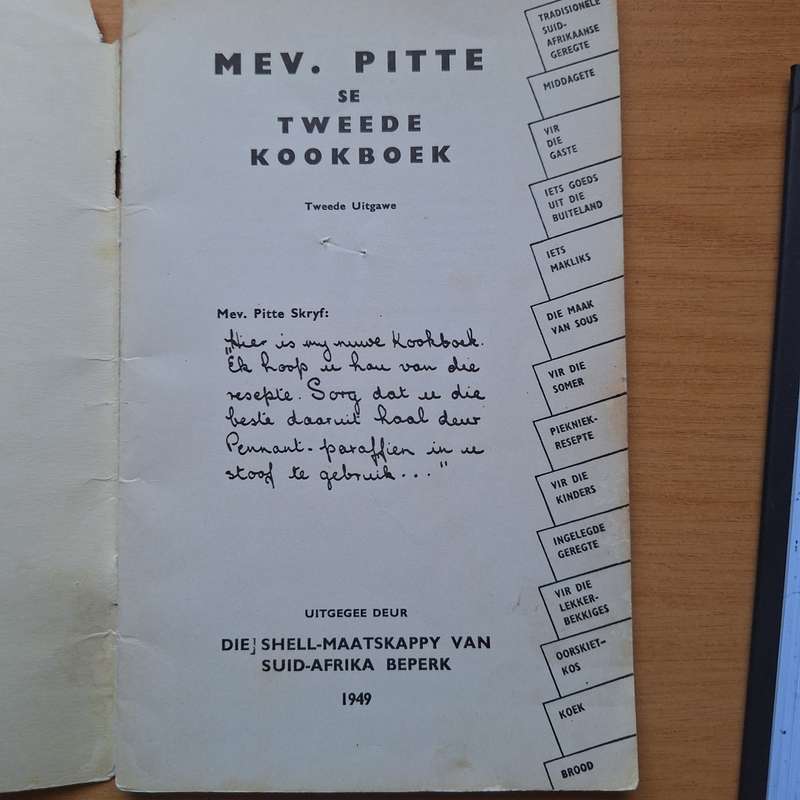 MEV. PITTE
SE
TWEEDE
KOOKBOEK
Tweede Uitgawe
Mev. Pitte Skryf:
„Hier is my nuwe Kookboek.
Ek hoop u hou van die
resepte. Sorg dat u die
beste daaruit haal deur
Pennant-paraffien in u
stoof te gebruik..."
UITGEGEE DEUR
DIE SHELL-MAATSKAPPY VAN
SUID-AFRIKA BEPERK
1949
TRADISIONELE
SUID-
AFRIKAANSE
GEREGTE
MIDDAGETE
VIR
DIE
GASTE
IETS GOEDS
UIT DIE
BUITELAND
IETS
MAKLIKS
DIE MAAK
VAN SOUS
VIR DIE
SOMER
PIEKNIEK-
RESEPTE
VIR DIE
KINDERS
INGELEGDE
GEREGTE
VIR DIE
LEKKER-
BEKKIGES
OORSKIET-
KOS
KOEK
BROOD